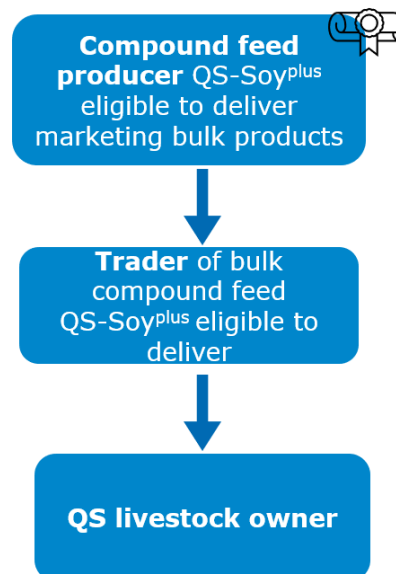 Compound feed
producer QS-Soyplus
eligible to deliver
marketing bulk products
Trader of bulk
compound feed
QS-Soyplus eligible to
deliver
QS livestock owner